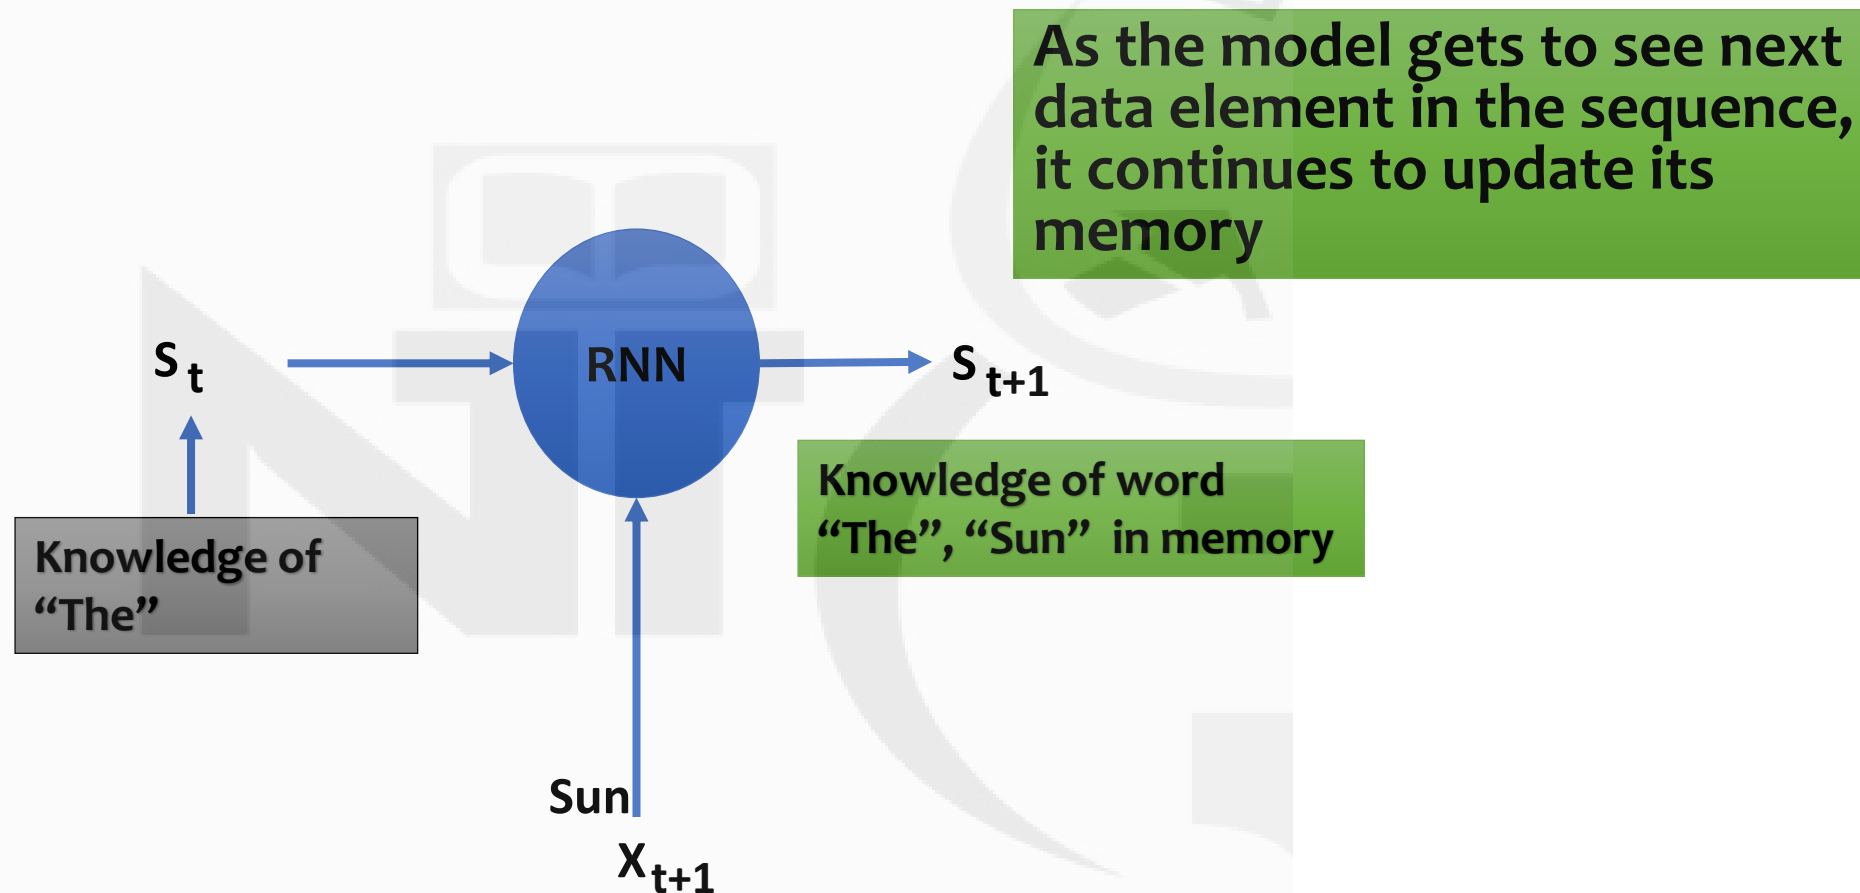 As the model gets to see next
data element in the sequence,
it continues to update its
memory
S t
RNN
S t+1
Knowledge of
“The”
Knowledge of word
“The”, “Sun” in memory
Sun
X t+1